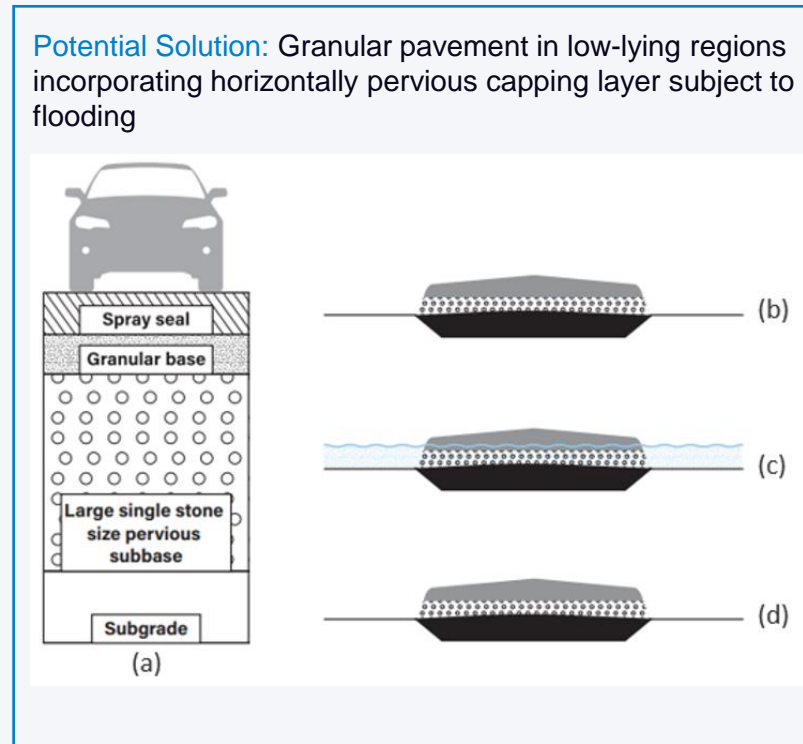 Potential Solution: Granular pavement in low-lying regions
incorporating horizontally pervious capping layer subject to
flooding
Spray seal
Granular base
Large single stone
size pervious
subbase
Subgrade
(a)
(b)
(c)
(d)